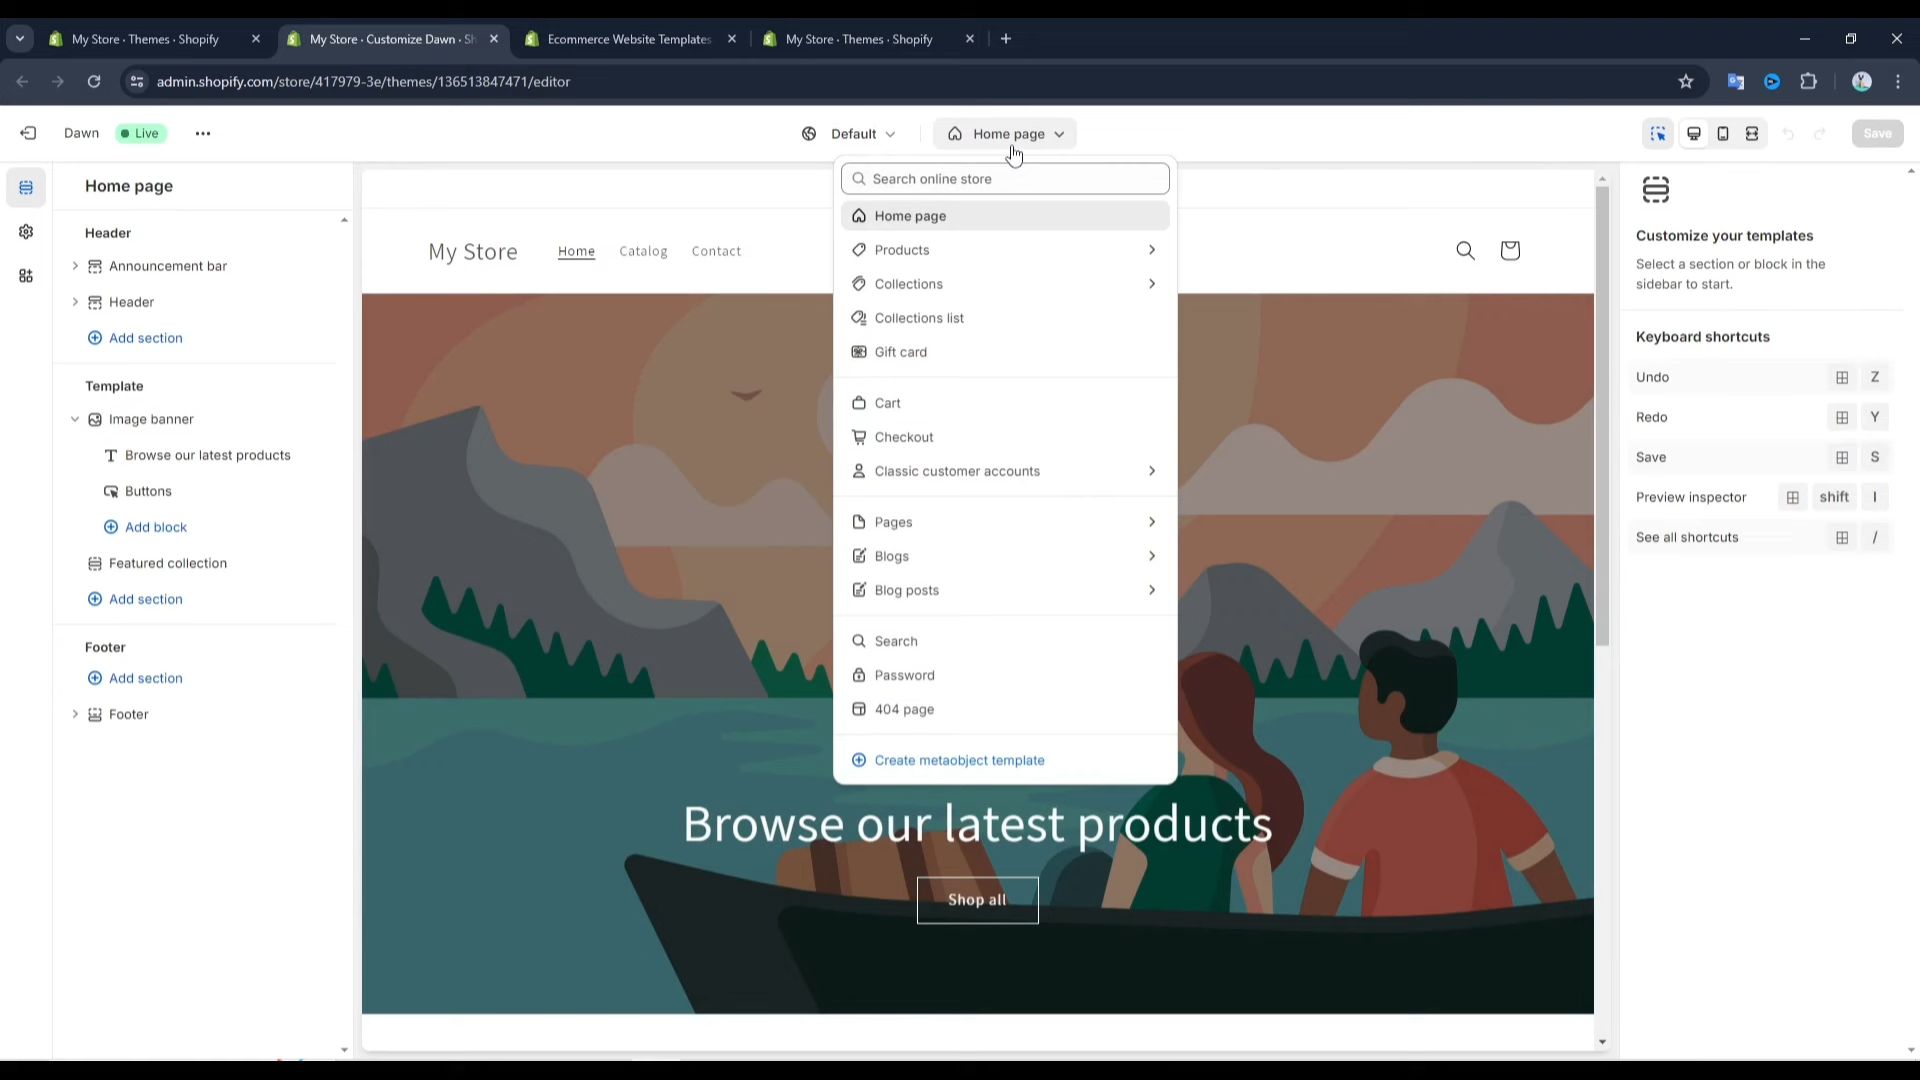 My Store · Themes · Shopify
My Store · Customize Dawn · Sh
Ecommerce Website Templates
My Store · Themes · Shopify
admin.shopify.com/store/417979-3e/themes/136513847471/editor
Dawn
Live
Default
Home page
Save
Home page
Header
Announcement bar
Header
Add section
Template
Image banner
Browse our latest products
Buttons
Add block
Featured collection
Add section
Footer
Add section
Footer
My Store
Home
Catalog
Contact
Search online store
Home page
Products
Collections
Collections list
Gift card
Cart
Checkout
Classic customer accounts
Pages
Blogs
Blog posts
Search
Password
404 page
Create metaobject template
Browse our latest products
Shop all
Customize your templates
Select a section or block in the
sidebar to start.
Keyboard shortcuts
Undo Z
Redo Y
Save S
Preview inspector shift I
See all shortcuts /